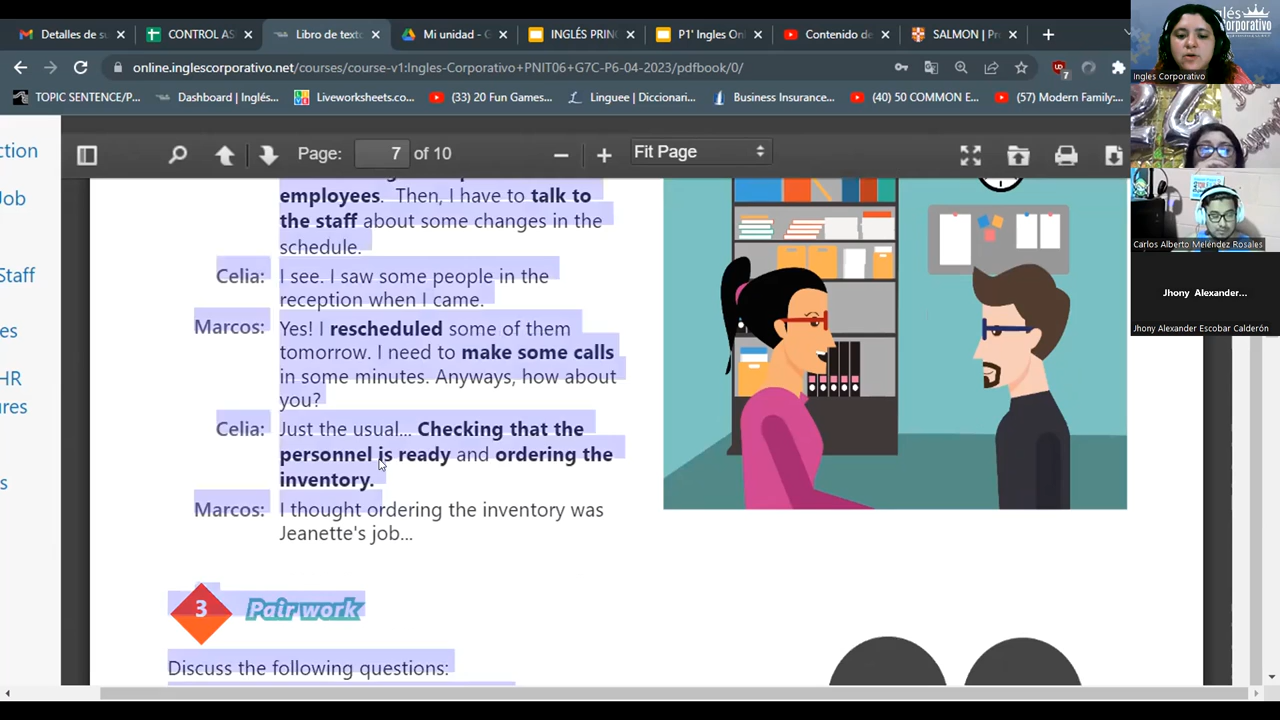 Detalles de su
CONTROL AS
Libro de texto
Mi unidad - G
INGLÉS PRINC
P1' Ingles Onl
Contenido de
SALMON | Pr
online.inglescorporativo.net/courses/course-v1:Ingles-Corporativo+PNIT06+G7C-P6-04-2023/pdfbook/0/
TOPIC SENTENCE/P...
Dashboard | Inglés...
Liveworksheets.co...
(33) 20 Fun Games...
Linguee | Diccionari...
Business Insurance...
(40) 50 COMMON E...
(57) Modern Family:...
Page: 7 of 10
Fit Page
ction
ob
Staff
es
HR
ures
s
employees. Then, I have to talk to
the staff about some changes in the
schedule.
Celia: I see. I saw some people in the
reception when I came.
Marcos: Yes! I rescheduled some of them
tomorrow. I need to make some calls
in some minutes. Anyways, how about
you?
Celia: Just the usual... Checking that the
personnel is ready and ordering the
inventory.
Marcos: I thought ordering the inventory was
Jeanette's job...
3 Pair work
Discuss the following questions:
glés
Corporativo
Ingles Corporativo
Carlos Alberto Meléndez Rosales
Jhony Alexander...
Jhony Alexander Escobar Calderón